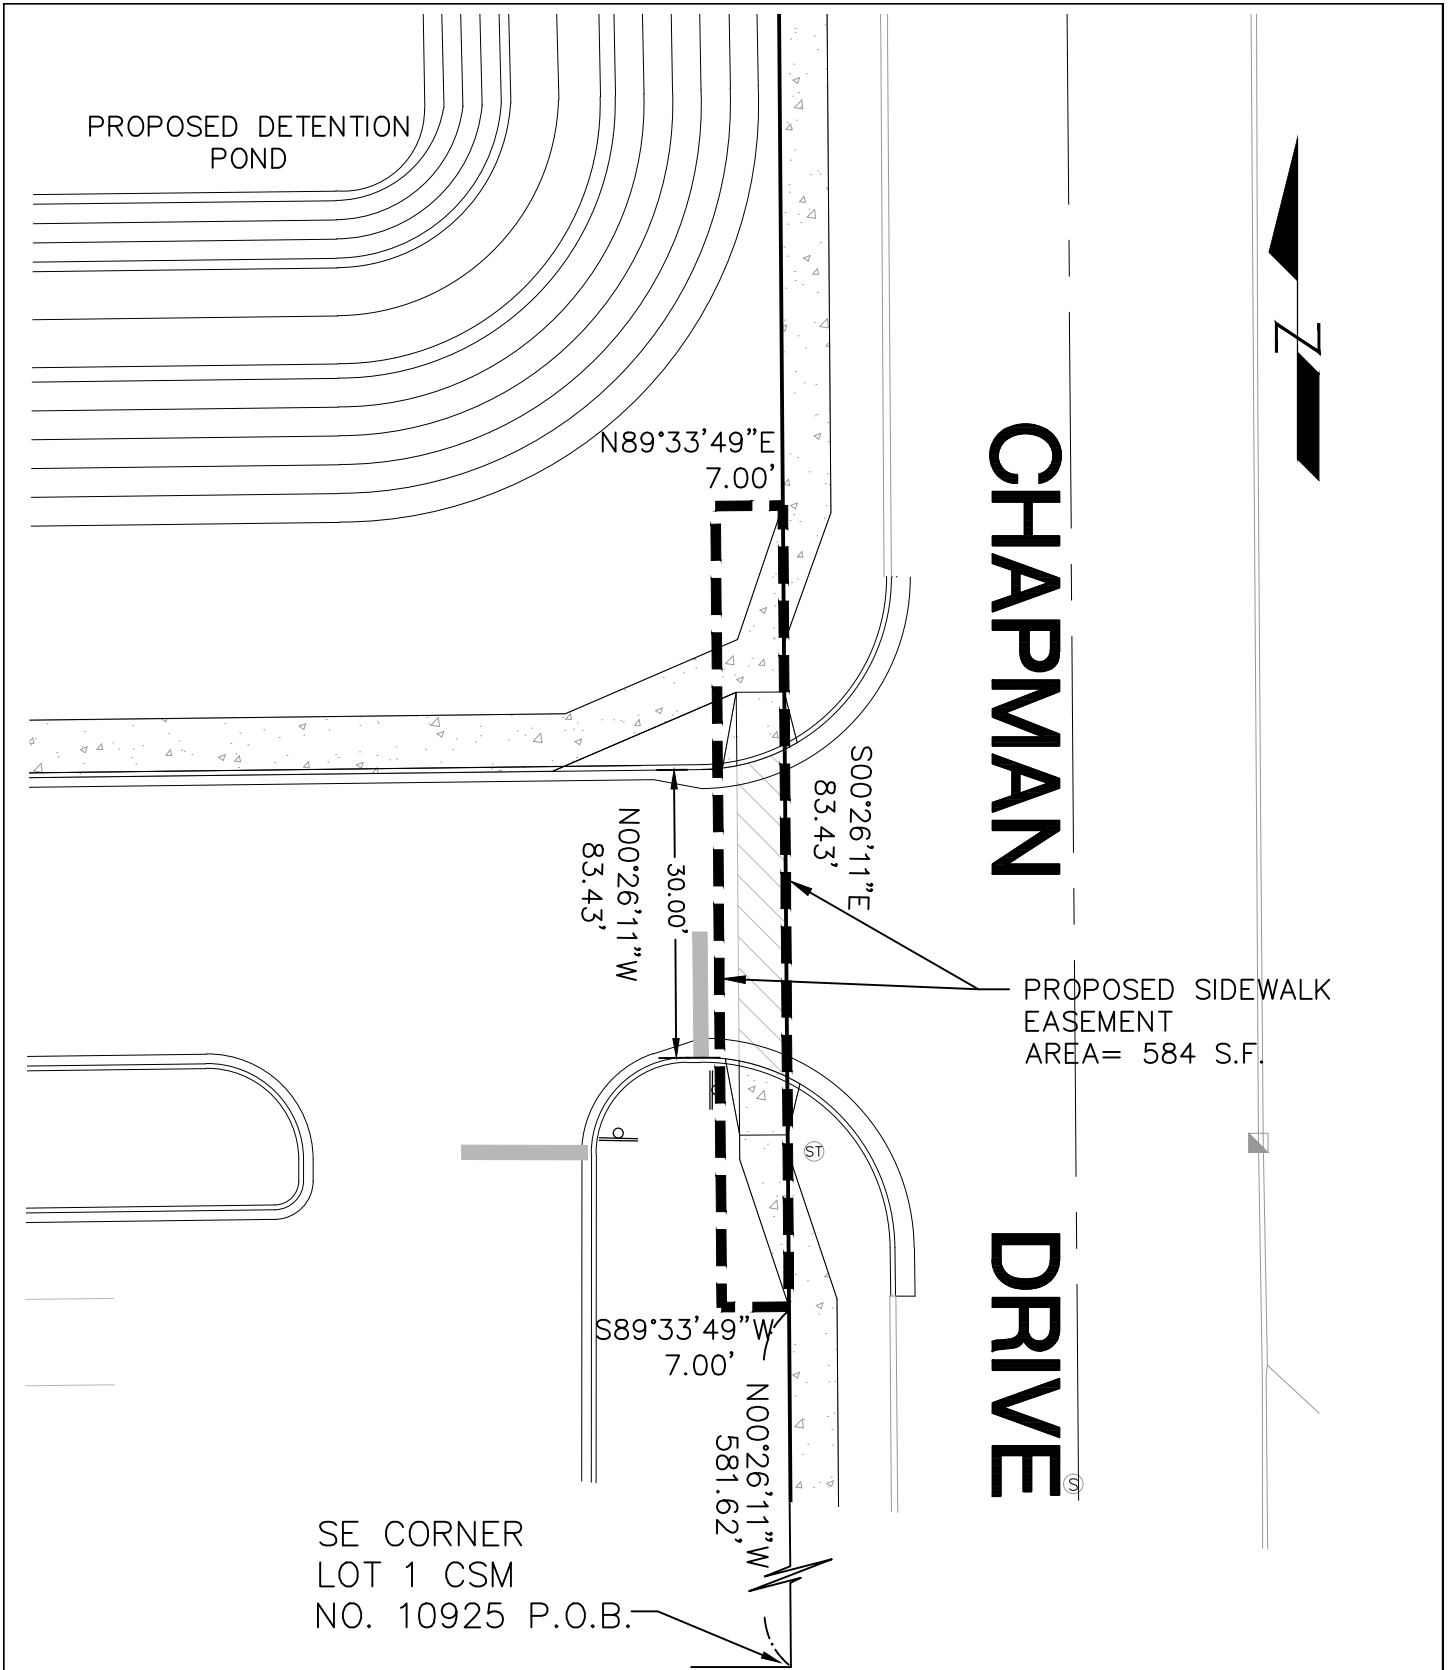 PROPOSED DETENTION
POND
N
N89°33'49"E
7.00'
CHAPMAN DRIVE
S00°26'11"E
83.43'
N00°26'11"W
83.43'
30.00'
PROPOSED SIDEWALK
EASEMENT
AREA= 584 S.F.
ST
S89°33'49"W
7.00'
N00°26'11"W
581.62'
S
SE CORNER
LOT 1 CSM
NO. 10925 P.O.B.